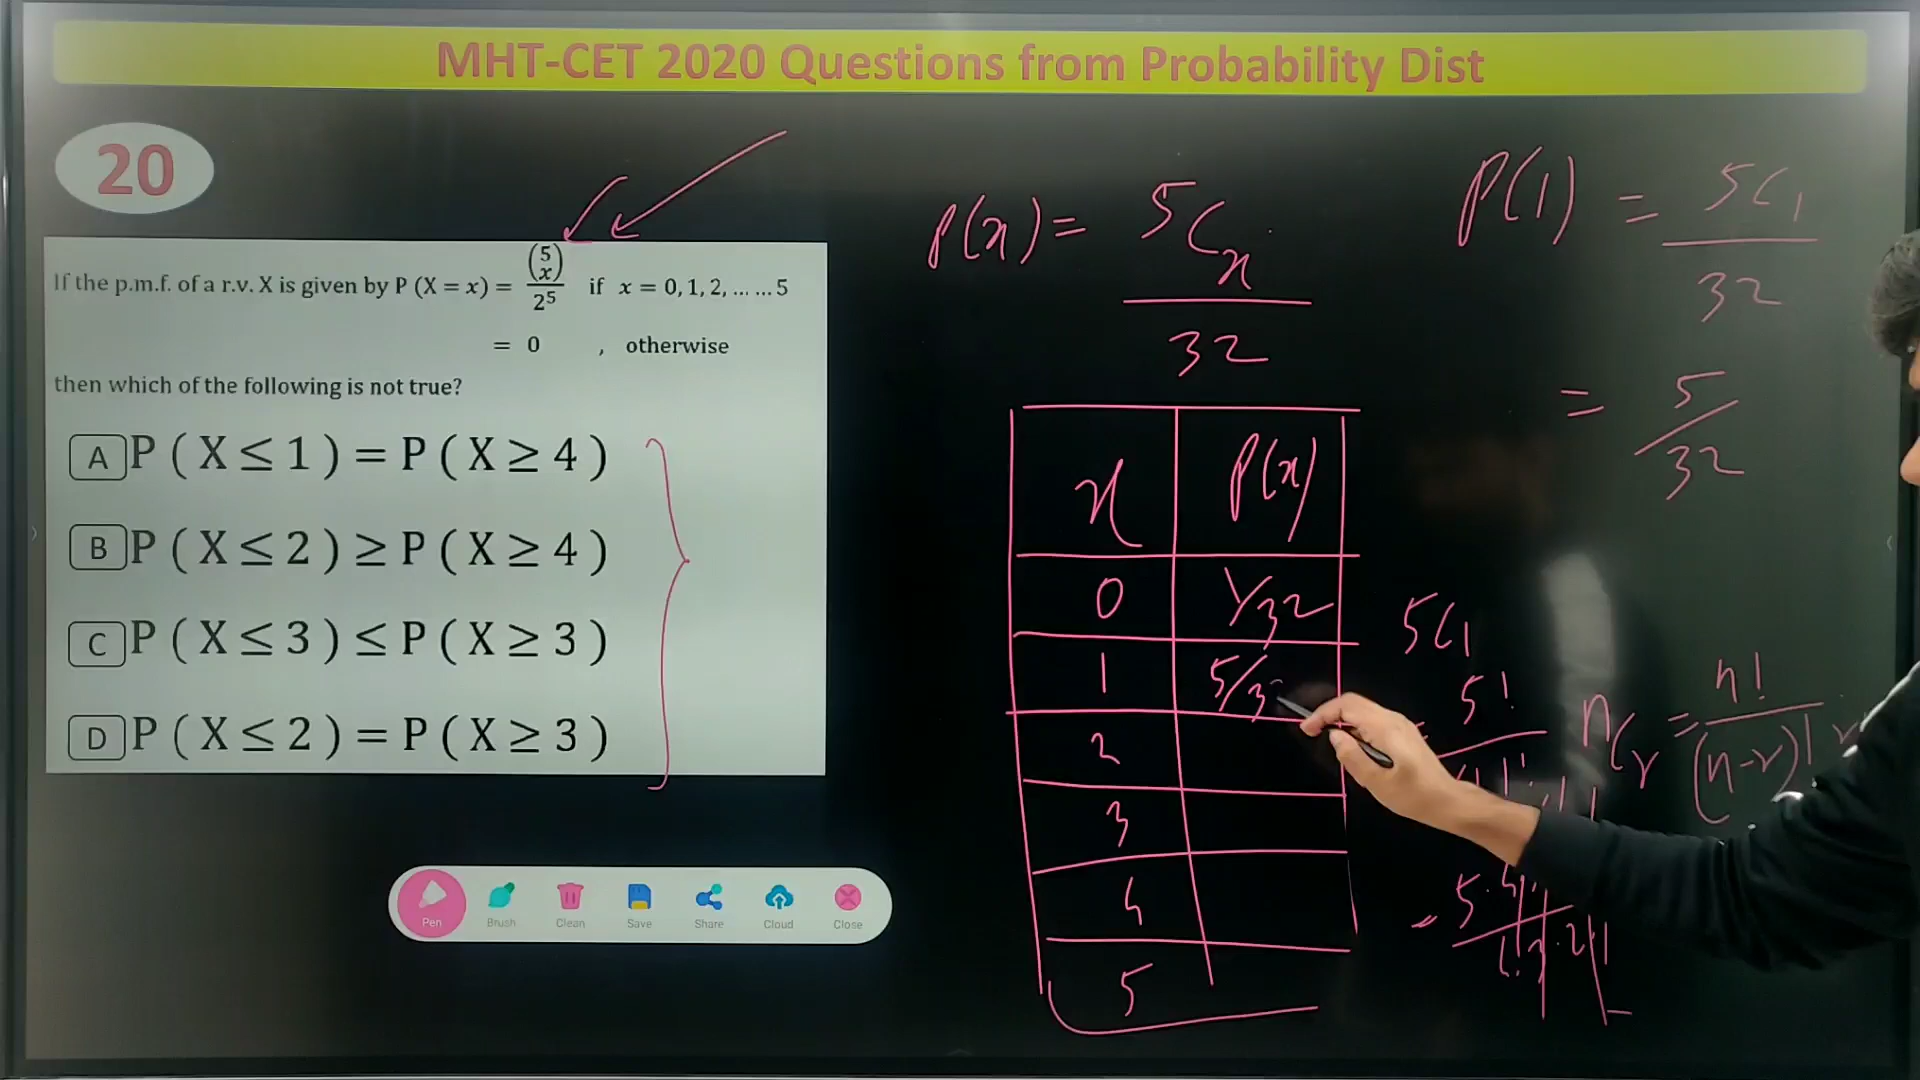 MHT-CET 2020 Questions from Probability Dist
20
If the p.m.f. of a r.v. X is given by P (X = x) = (5 x) / 2^5 if x = 0, 1, 2, ... ... 5
= 0 , otherwise
then which of the following is not true?
A P ( X ≤ 1 ) = P ( X ≥ 4 )
B P ( X ≤ 2 ) ≥ P ( X ≥ 4 )
C P ( X ≤ 3 ) ≤ P ( X ≥ 3 )
D P ( X ≤ 2 ) = P ( X ≥ 3 )
Pen Brush Clean Save Share Cloud Close
P(x) = 5Cx / 32
x P(x)
0 1/32
1 5/3
2
3
4
5
P(1) = 5C1 / 32
= 5/32
5C1
5!
nCr = n! / (n-r)!